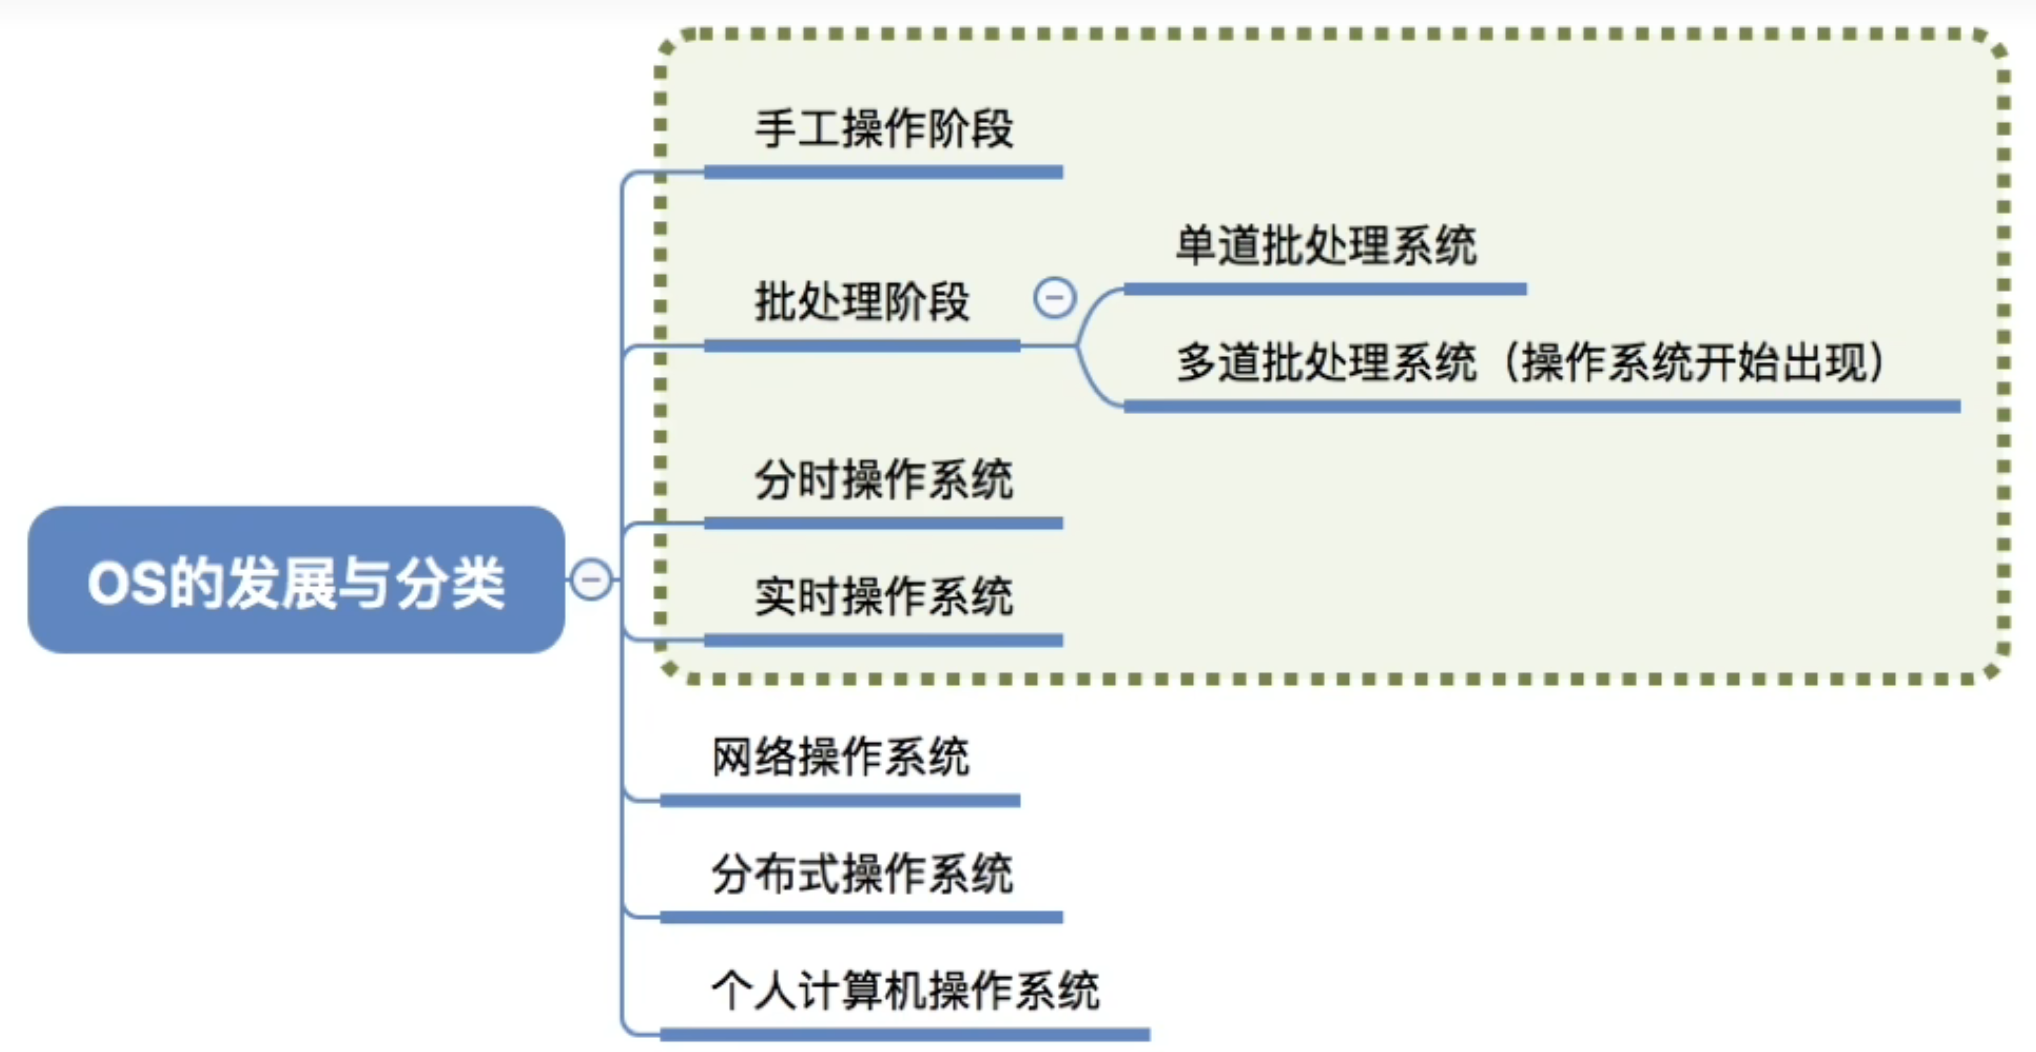 手工操作阶段
单道批处理系统
批处理阶段
多道批处理系统（操作系统开始出现）
分时操作系统
OS的发展与分类
实时操作系统
网络操作系统
分布式操作系统
个人计算机操作系统